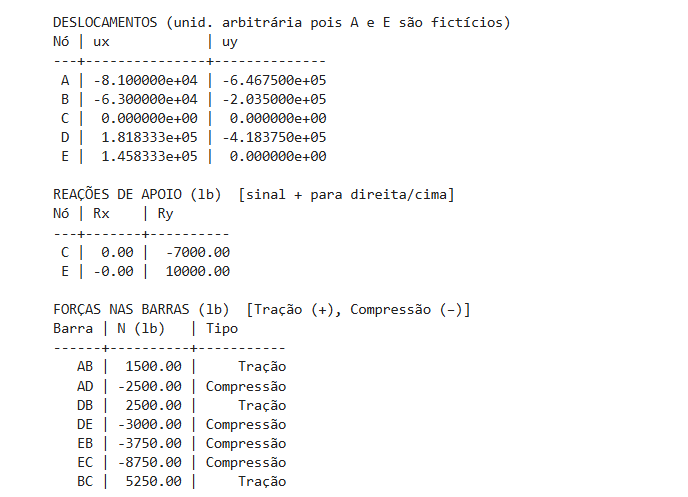 DESLOCAMENTOS (unid. arbitrária pois A e E são fictícios)
Nó | ux            | uy
---+---------------+--------------
 A | -8.100000e+04 | -6.467500e+05
 B | -6.300000e+04 | -2.035000e+05
 C |  0.000000e+00 |  0.000000e+00
 D |  1.818333e+05 | -4.183750e+05
 E |  1.458333e+05 |  0.000000e+00
REAÇÕES DE APOIO (lb)  [sinal + para direita/cima]
Nó | Rx    | Ry
---+-------+----------
 C |  0.00 |  -7000.00
 E | -0.00 |  10000.00
FORÇAS NAS BARRAS (lb)  [Tração (+), Compressão (–)]
Barra | N (lb)   | Tipo
------+----------+-----------
   AB |  1500.00 |     Tração
   AD | -2500.00 | Compressão
   DB |  2500.00 |     Tração
   DE | -3000.00 | Compressão
   EB | -3750.00 | Compressão
   EC | -8750.00 | Compressão
   BC |  5250.00 |     Tração